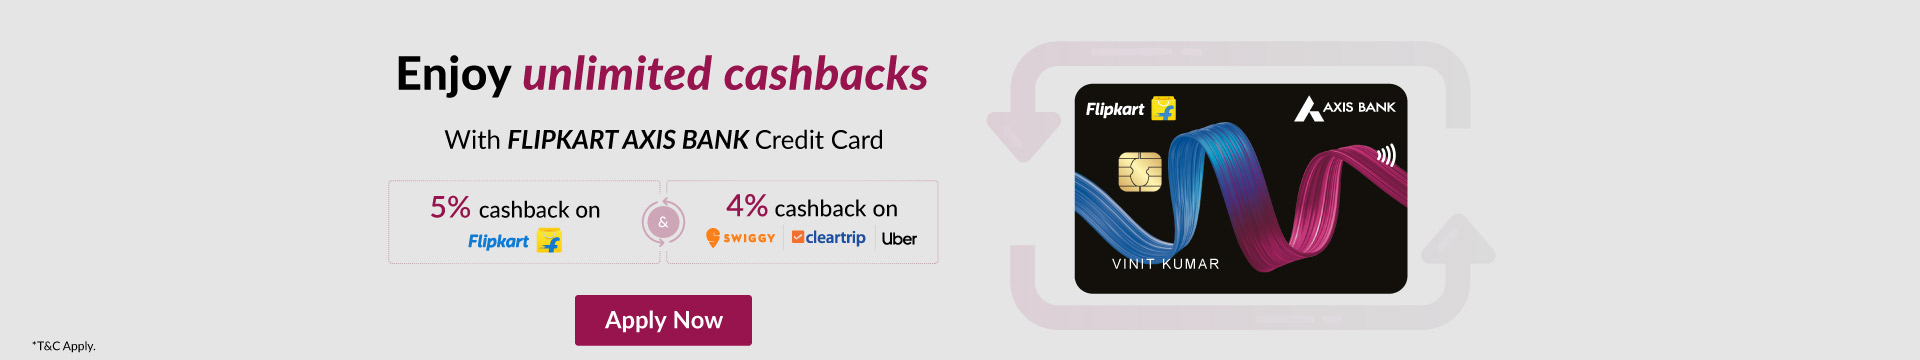 Enjoy unlimited cashbacks
With FLIPKART AXIS BANK Credit Card
5% cashback on
Flipkart
&
4% cashback on
SWIGGY cleartrip Uber
Apply Now
*T&C Apply.
Flipkart
AXIS BANK
VINIT KUMAR